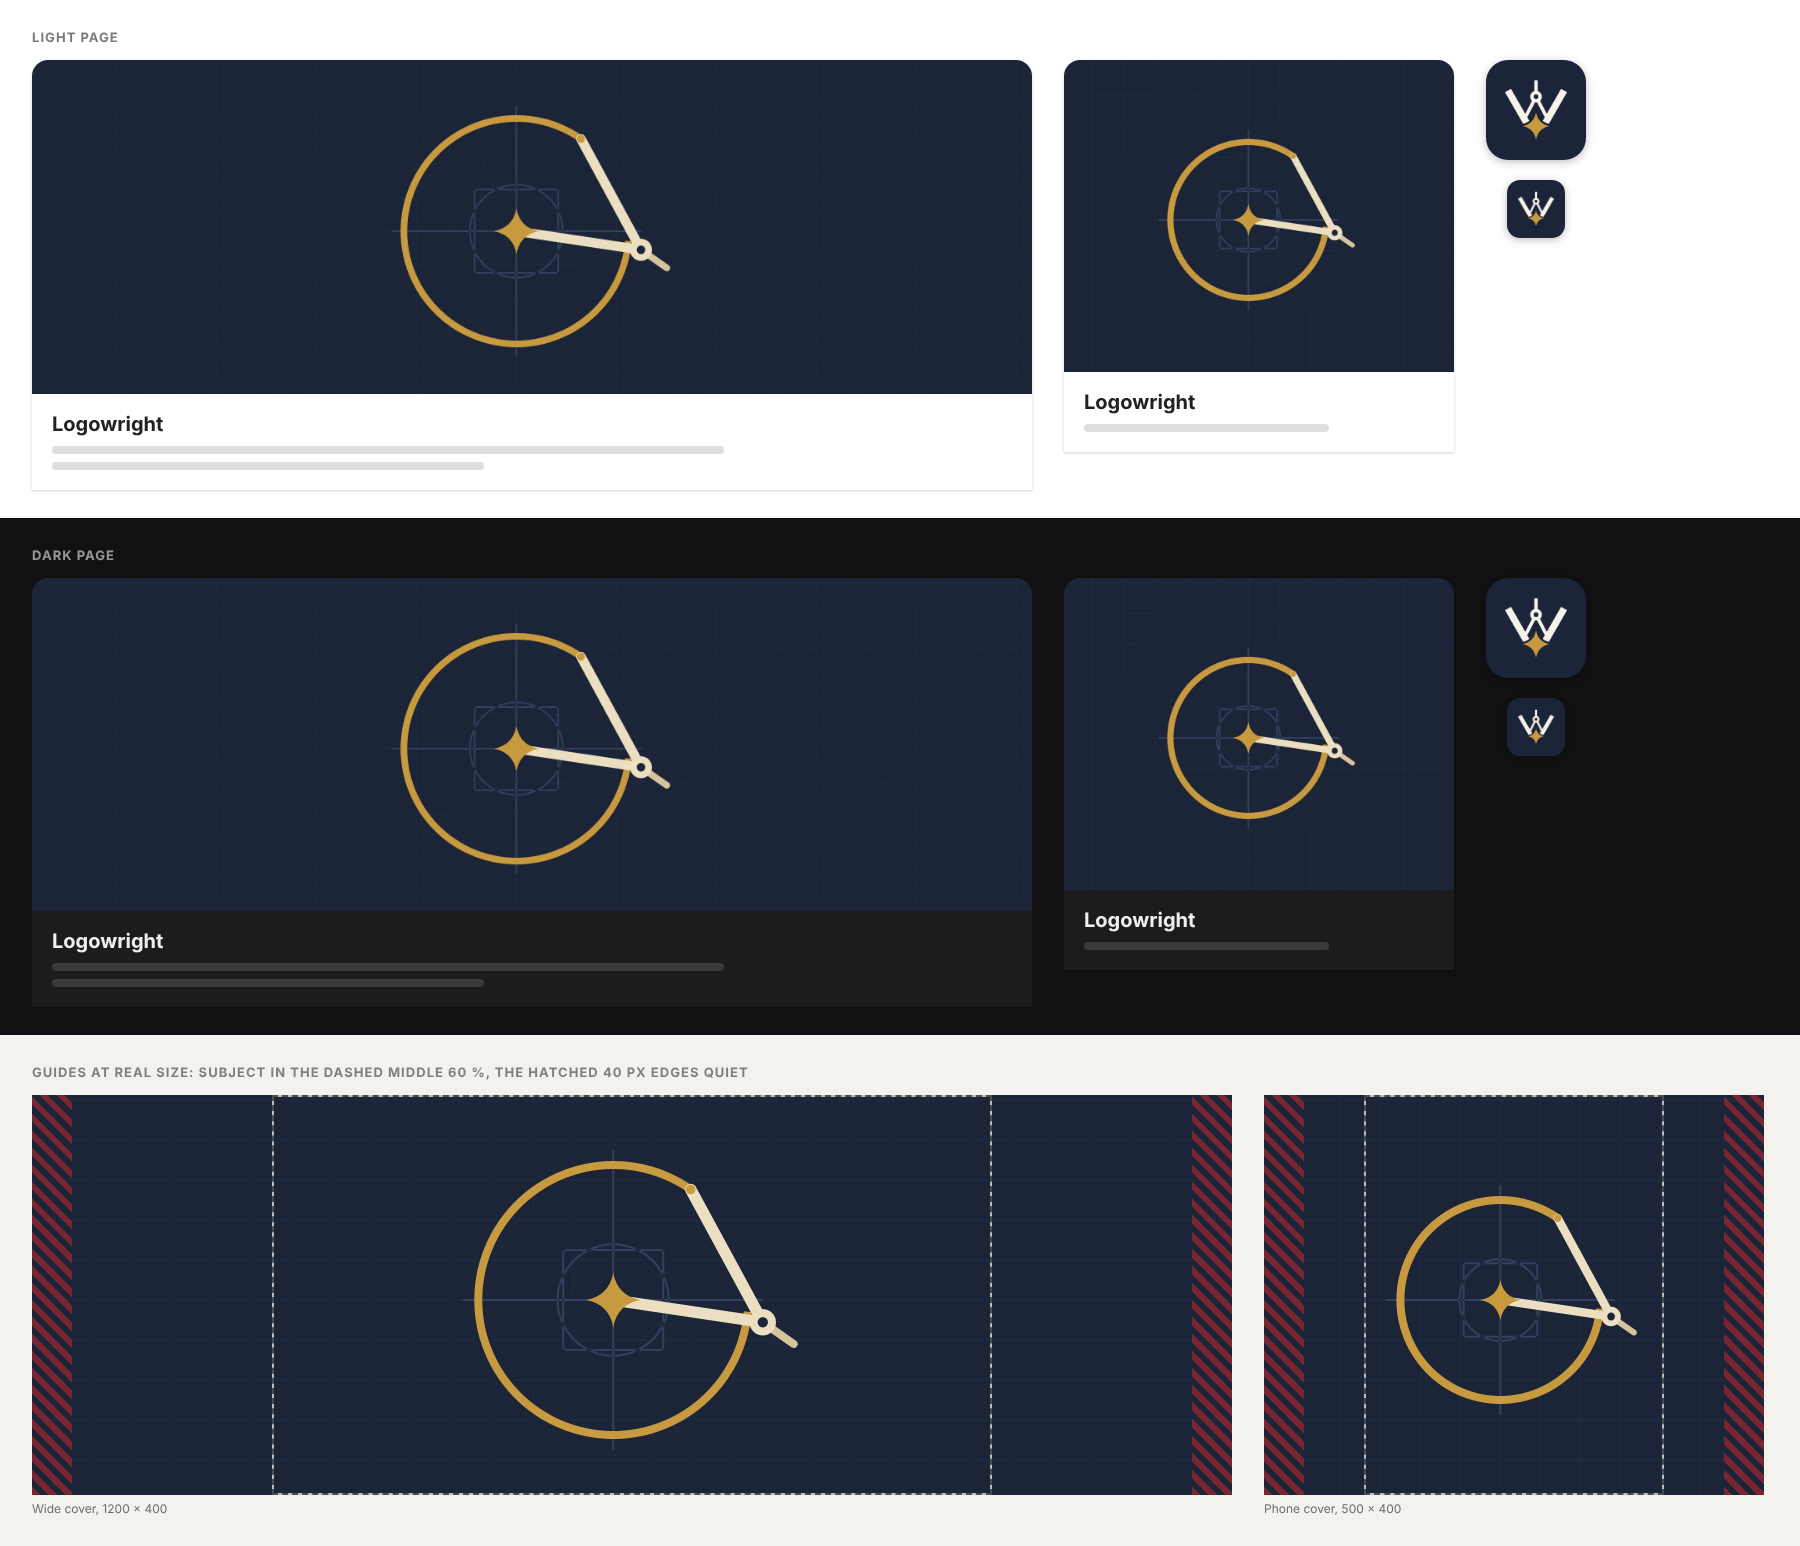 LIGHT PAGE
Logowright
Logowright
DARK PAGE
Logowright
Logowright
GUIDES AT REAL SIZE: SUBJECT IN THE DASHED MIDDLE 60 %, THE HATCHED 40 PX EDGES QUIET
Wide cover, 1200 × 400
Phone cover, 500 × 400